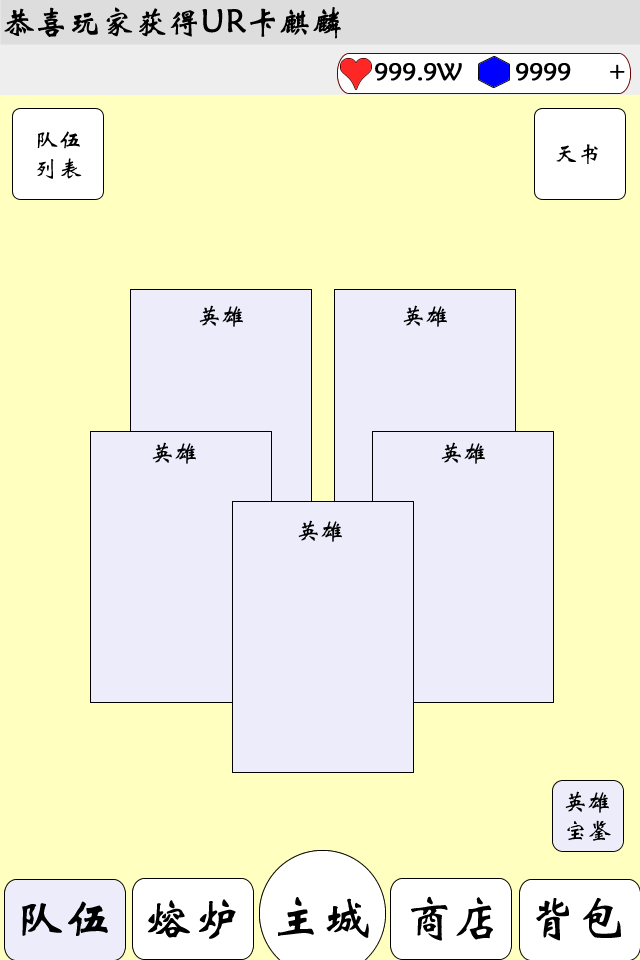 恭喜玩家获得UR卡麒麟
999.9W 9999 +
队伍
列表
天书
英雄 英雄
英雄 英雄
英雄
英雄
宝鉴
队伍 熔炉 主城 商店 背包